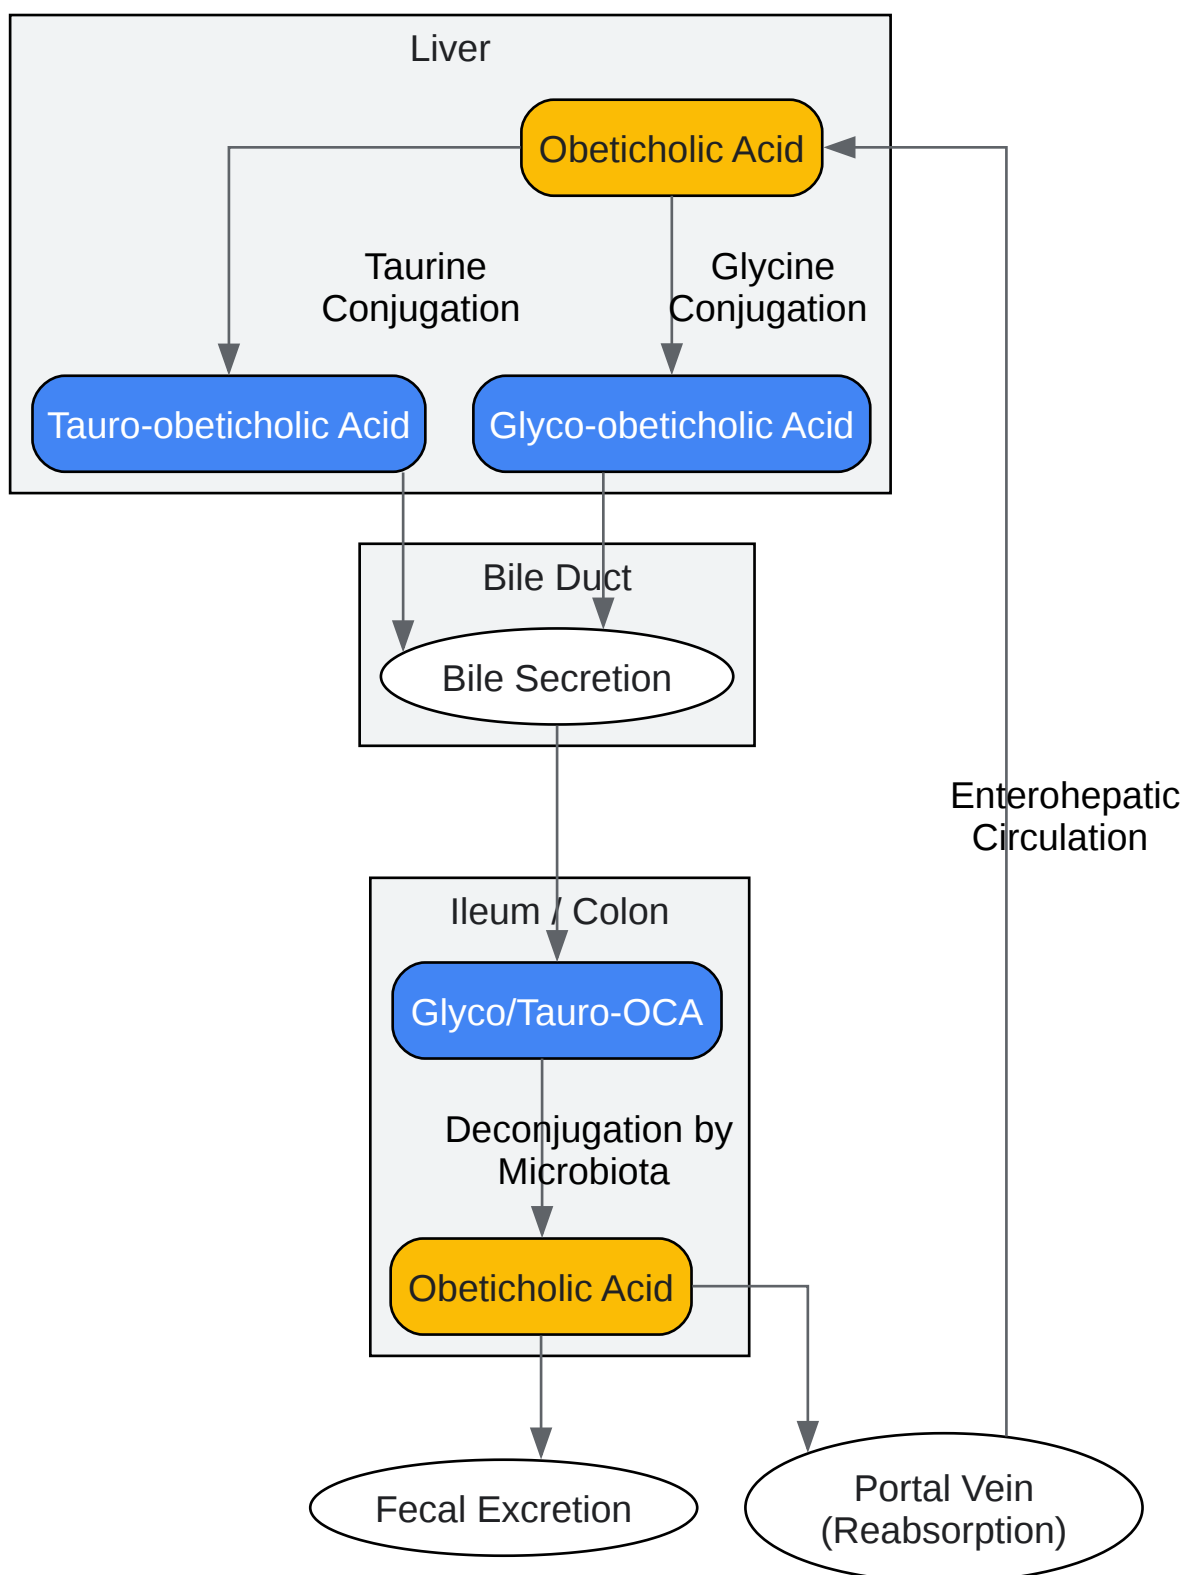 Liver
Obeticholic Acid
Taurine
Conjugation
Glycine
Conjugation
Tauro-obeticholic Acid
Glyco-obeticholic Acid
Bile Duct
Bile Secretion
Enterohepatic
Circulation
Ileum / Colon
Glyco/Tauro-OCA
Deconjugation by
Microbiota
Obeticholic Acid
Fecal Excretion
Portal Vein
(Reabsorption)